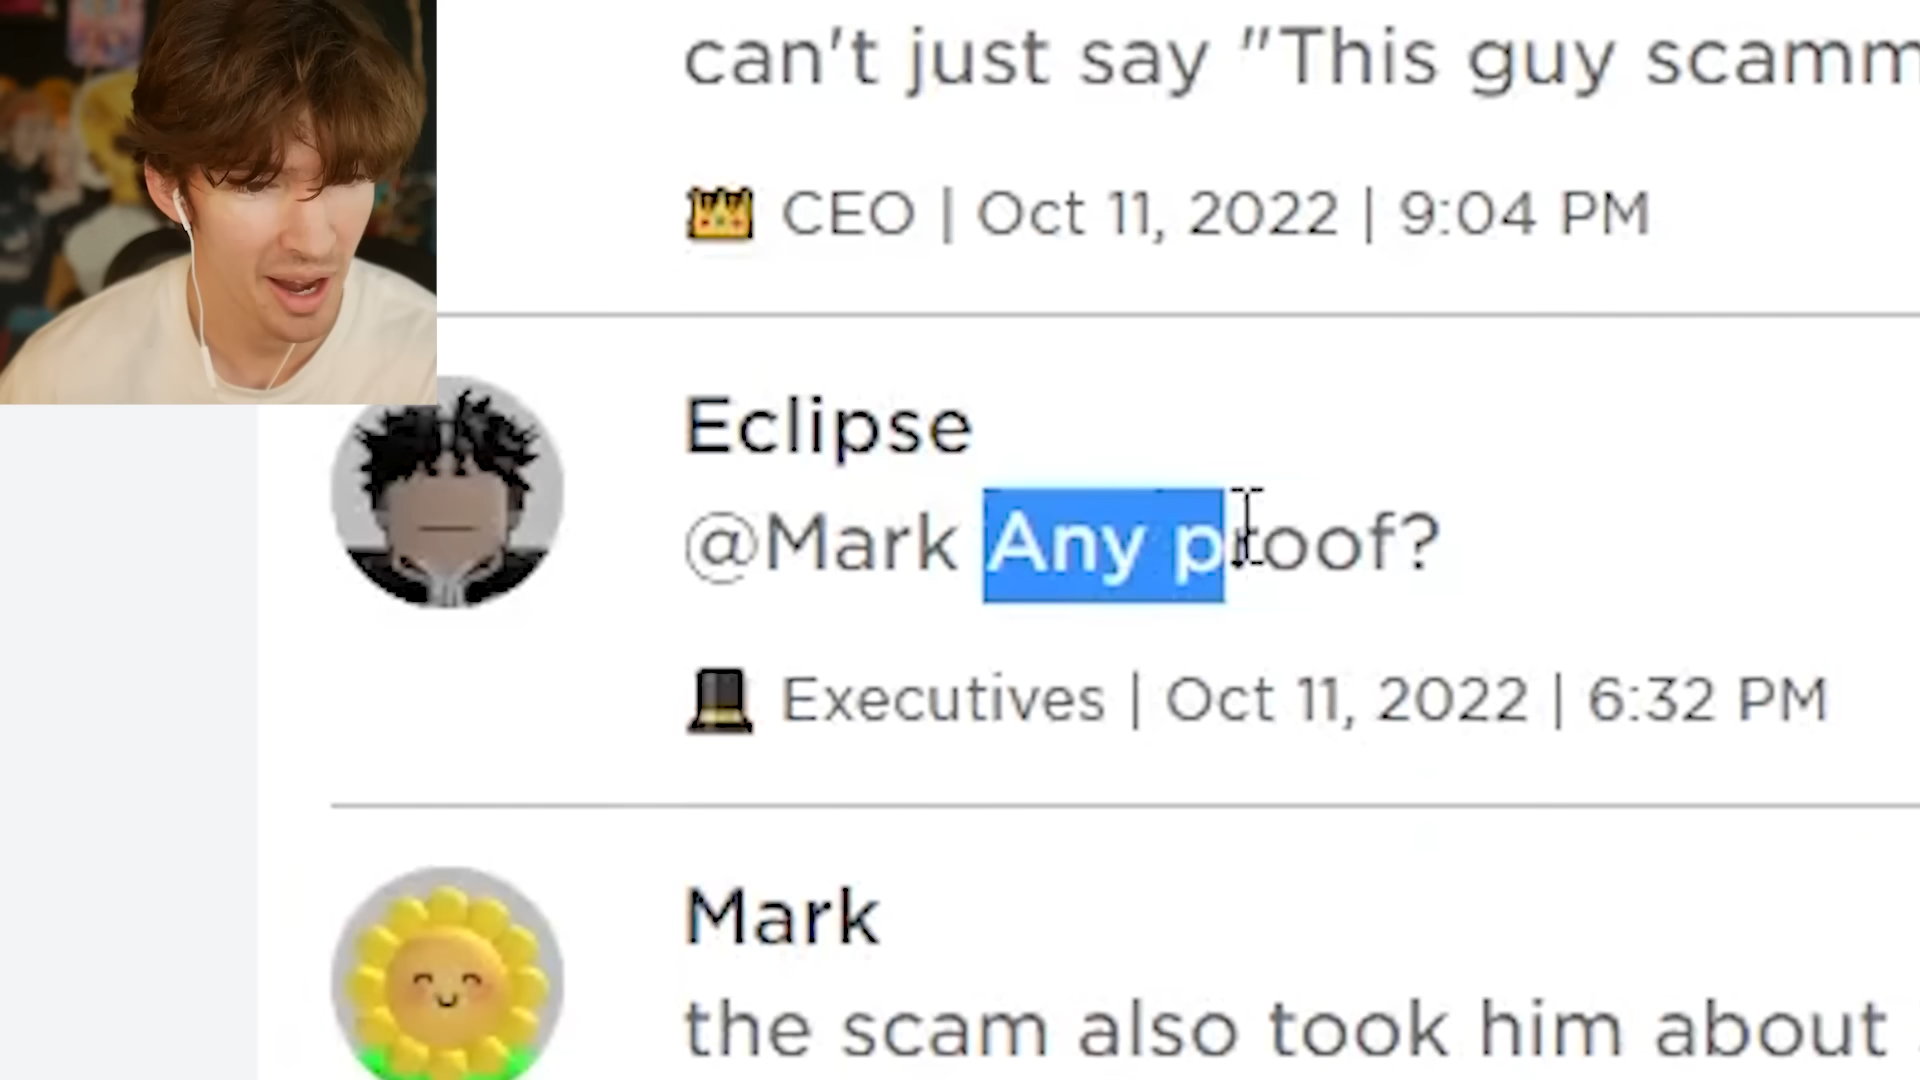 can't just say "This guy scamm
👑 CEO | Oct 11, 2022 | 9:04 PM
Eclipse
@Mark Any proof?
🎩 Executives | Oct 11, 2022 | 6:32 PM
Mark
the scam also took him about